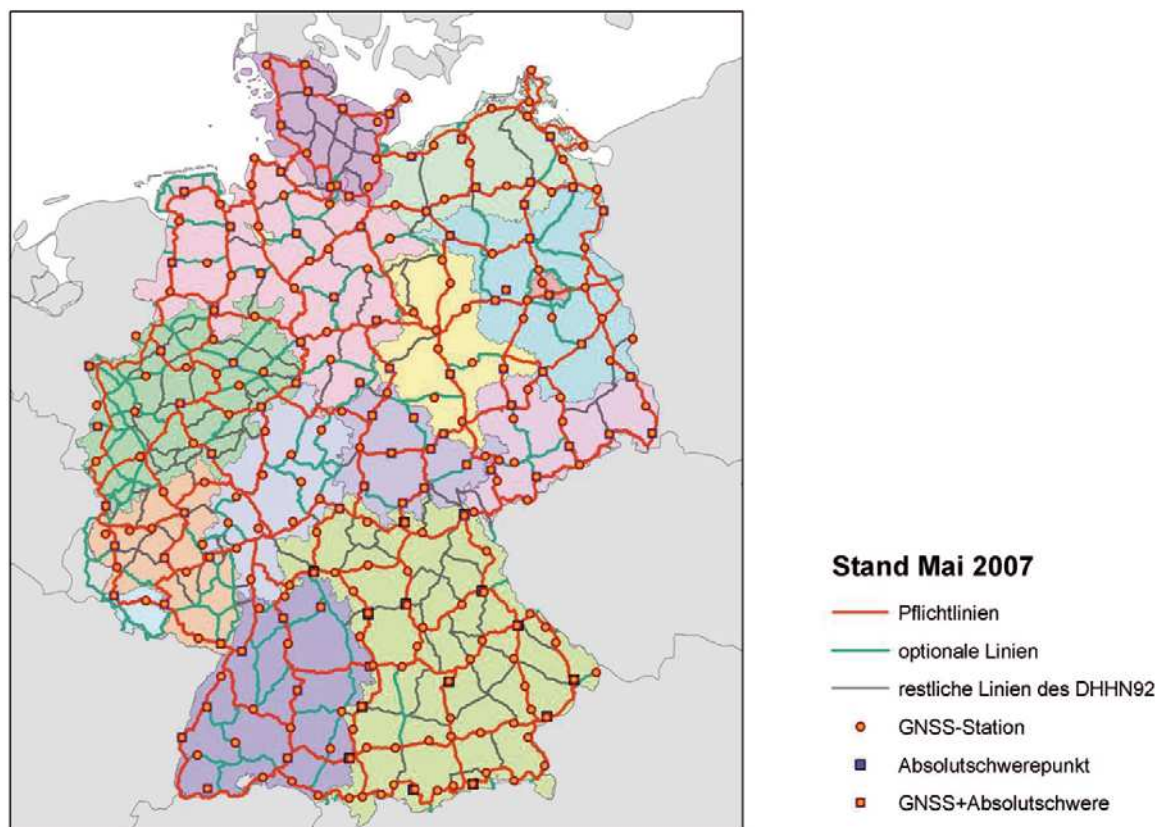 Stand Mai 2007
Pflichtlinien
optionale Linien
restliche Linien des DHHN92
GNSS-Station
Absolutschwerepunkt
GNSS+Absolutschwere